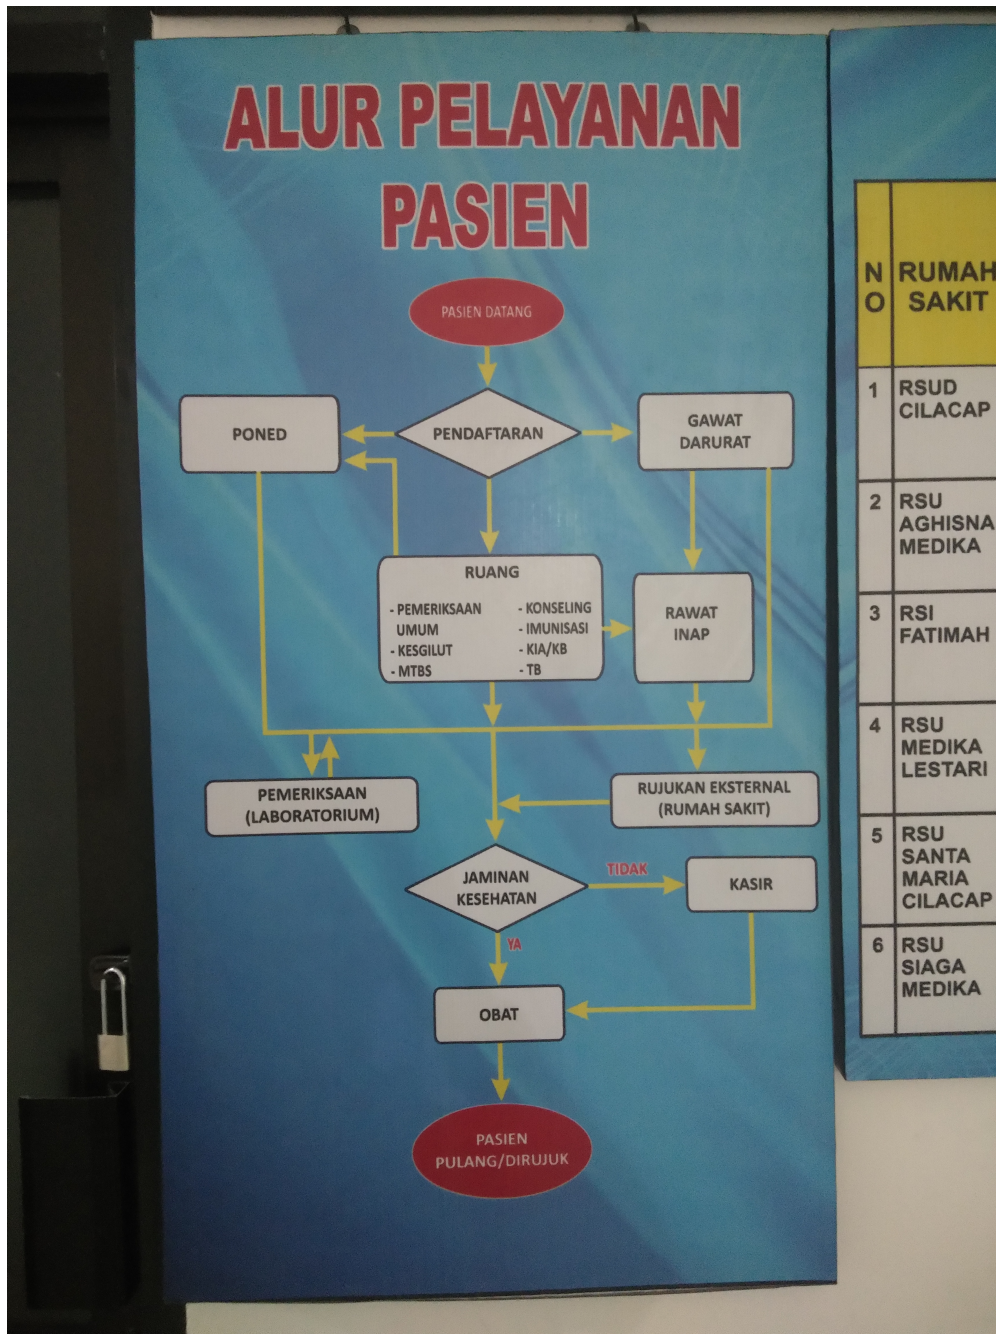 ALUR PELAYANAN
PASIEN
PASIEN DATANG
PONED
PENDAFTARAN
GAWAT
DARURAT
RUANG
- PEMERIKSAAN
UMUM
- KESGILUT
- MTBS
- KONSELING
- IMUNISASI
- KIA/KB
- TB
RAWAT
INAP
PEMERIKSAAN
(LABORATORIUM)
RUJUKAN EKSTERNAL
(RUMAH SAKIT)
JAMINAN
KESEHATAN
TIDAK
KASIR
YA
OBAT
PASIEN
PULANG/DIRUJUK
N
O
RUMAH
SAKIT
1
RSUD
CILACAP
2
RSU
AGHISNA
MEDIKA
3
RSI
FATIMAH
4
RSU
MEDIKA
LESTARI
5
RSU
SANTA
MARIA
CILACAP
6
RSU
SIAGA
MEDIKA